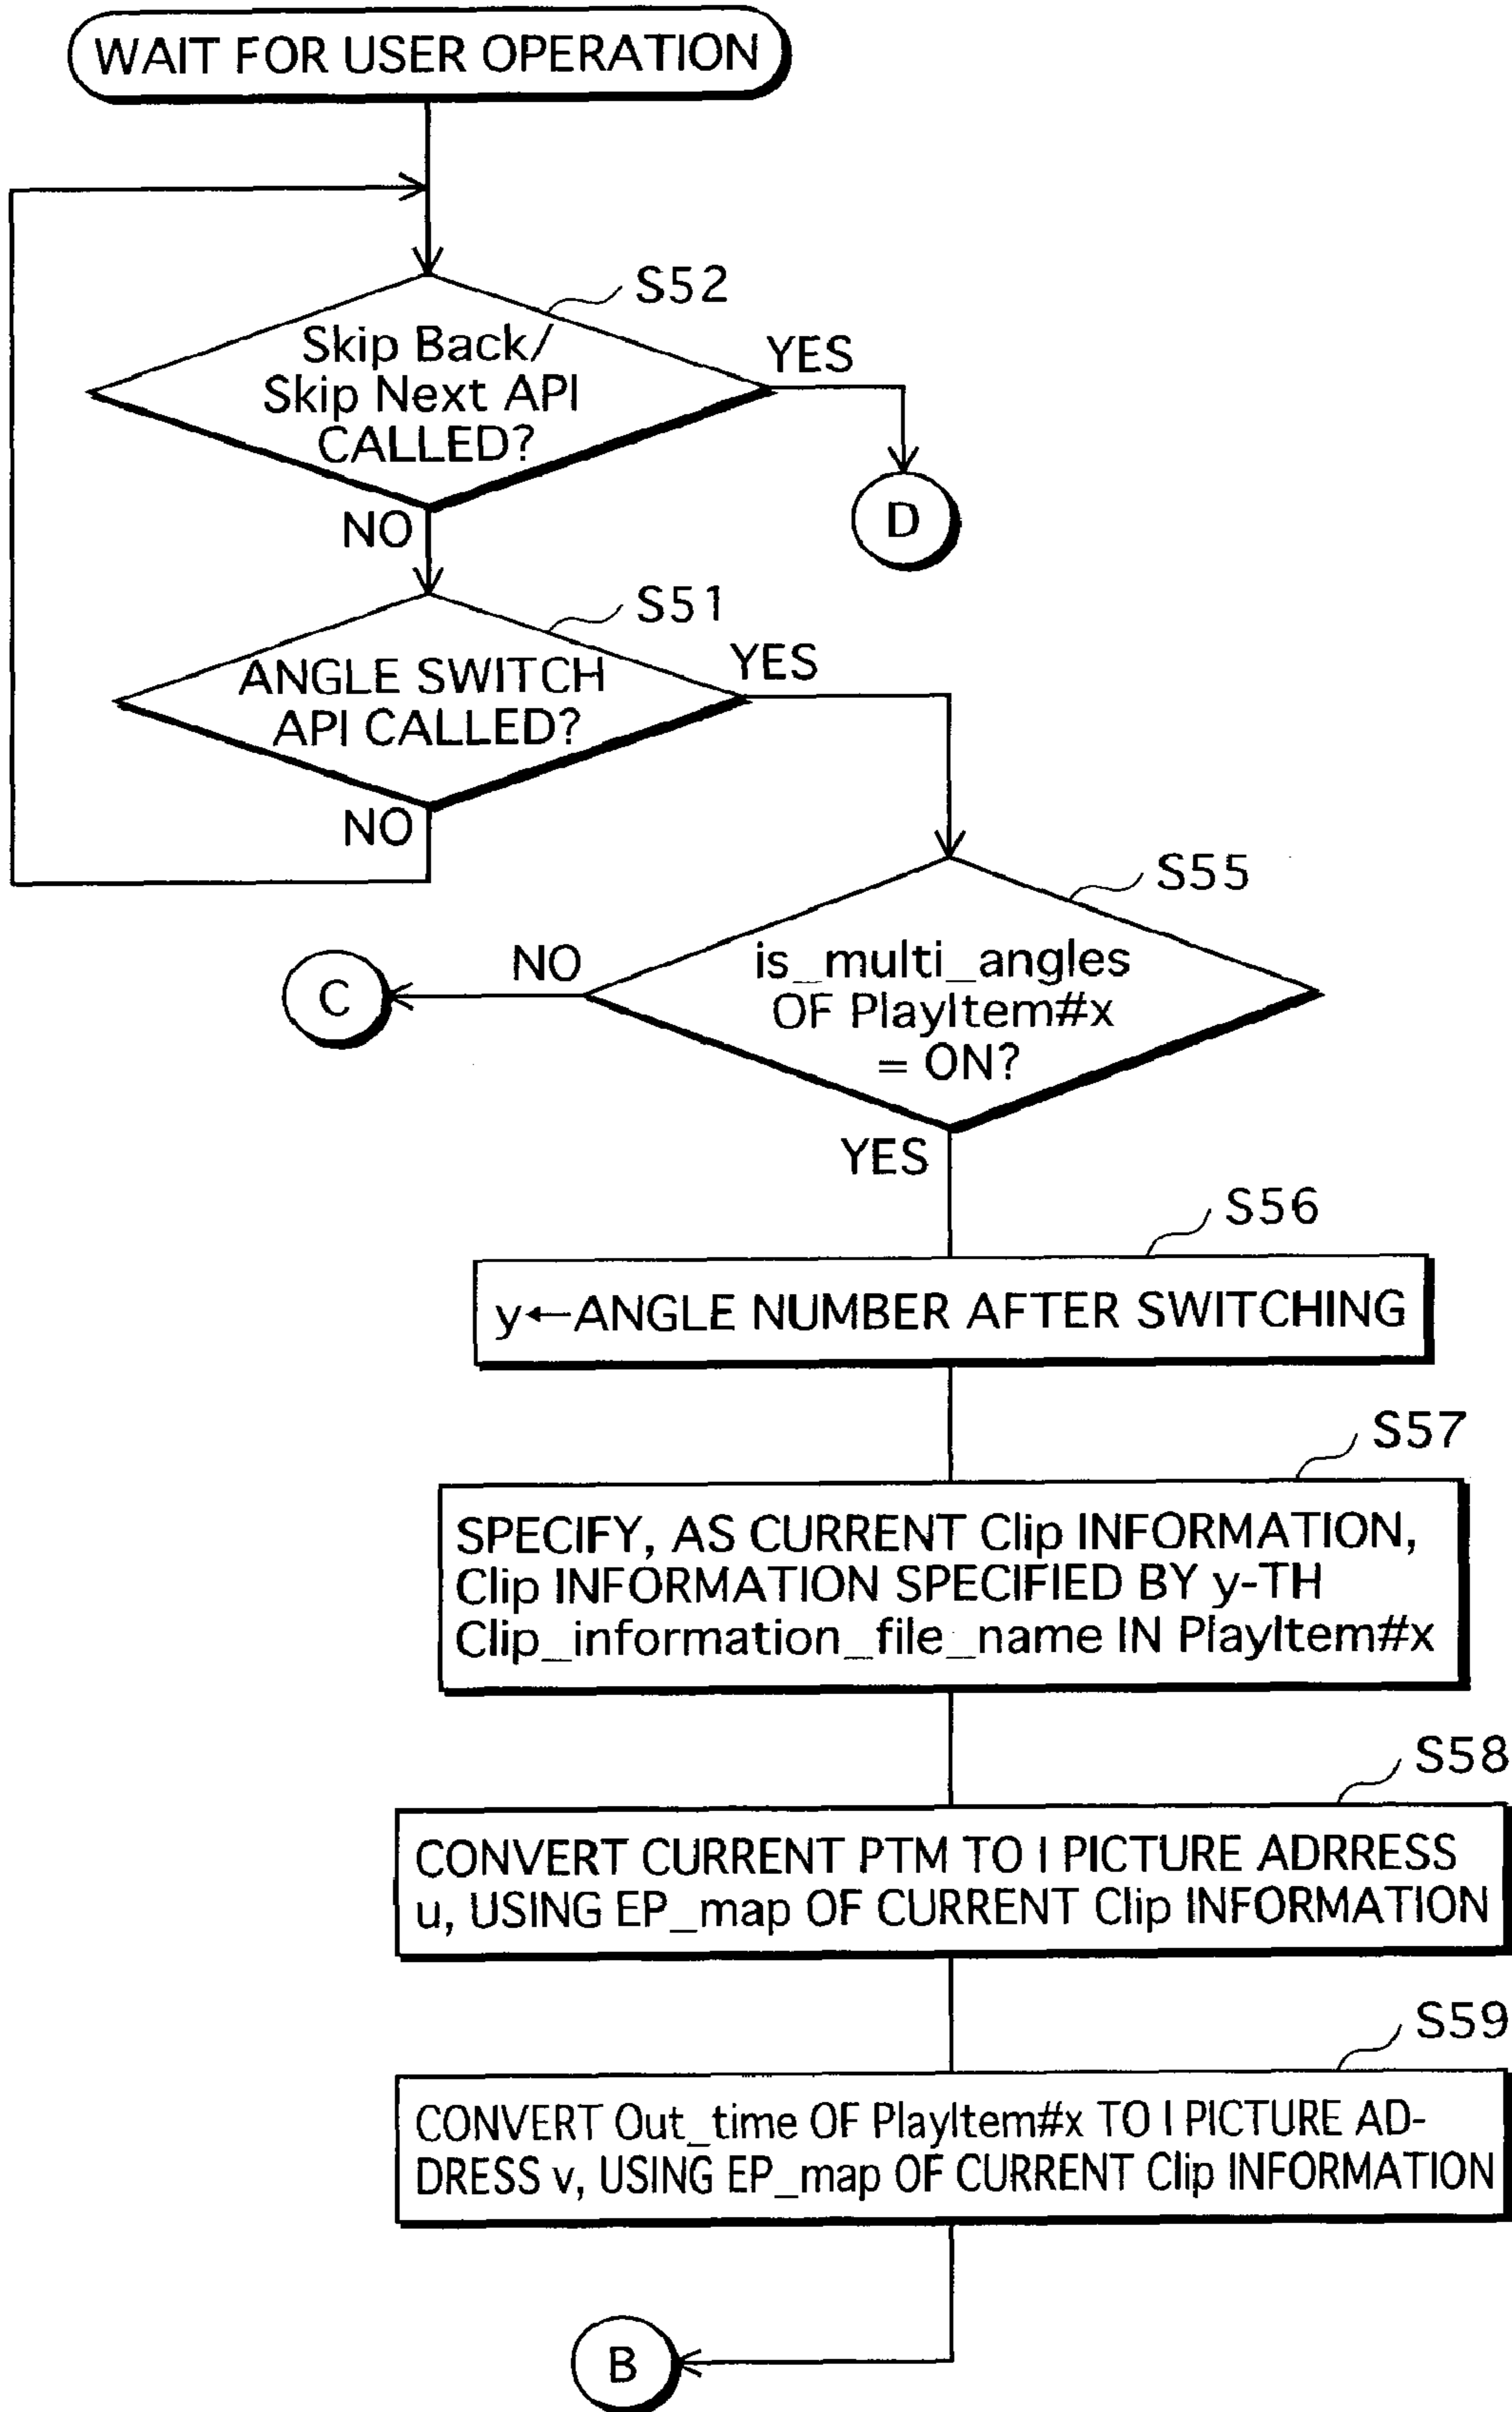 WAIT FOR USER OPERATION
S52
Skip Back/
Skip Next API
CALLED?
YES
D
NO
S51
ANGLE SWITCH
API CALLED?
YES
NO
S55
is_multi_angles
OF PlayItem#x
= ON?
NO
C
YES
S56
y←ANGLE NUMBER AFTER SWITCHING
S57
SPECIFY, AS CURRENT Clip INFORMATION,
Clip INFORMATION SPECIFIED BY y-TH
Clip_information_file_name IN PlayItem#x
S58
CONVERT CURRENT PTM TO I PICTURE ADRRESS
u, USING EP_map OF CURRENT Clip INFORMATION
S59
CONVERT Out_time OF PlayItem#x TO I PICTURE AD-
DRESS v, USING EP_map OF CURRENT Clip INFORMATION
B